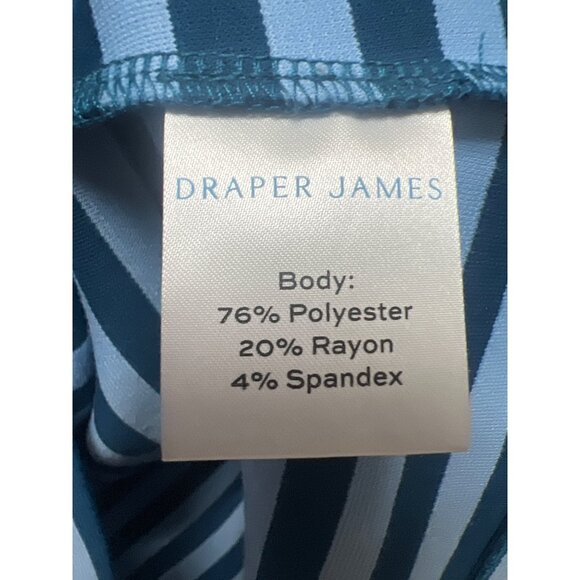 DRAPER JAMES
Body:
76% Polyester
20% Rayon
4% Spandex